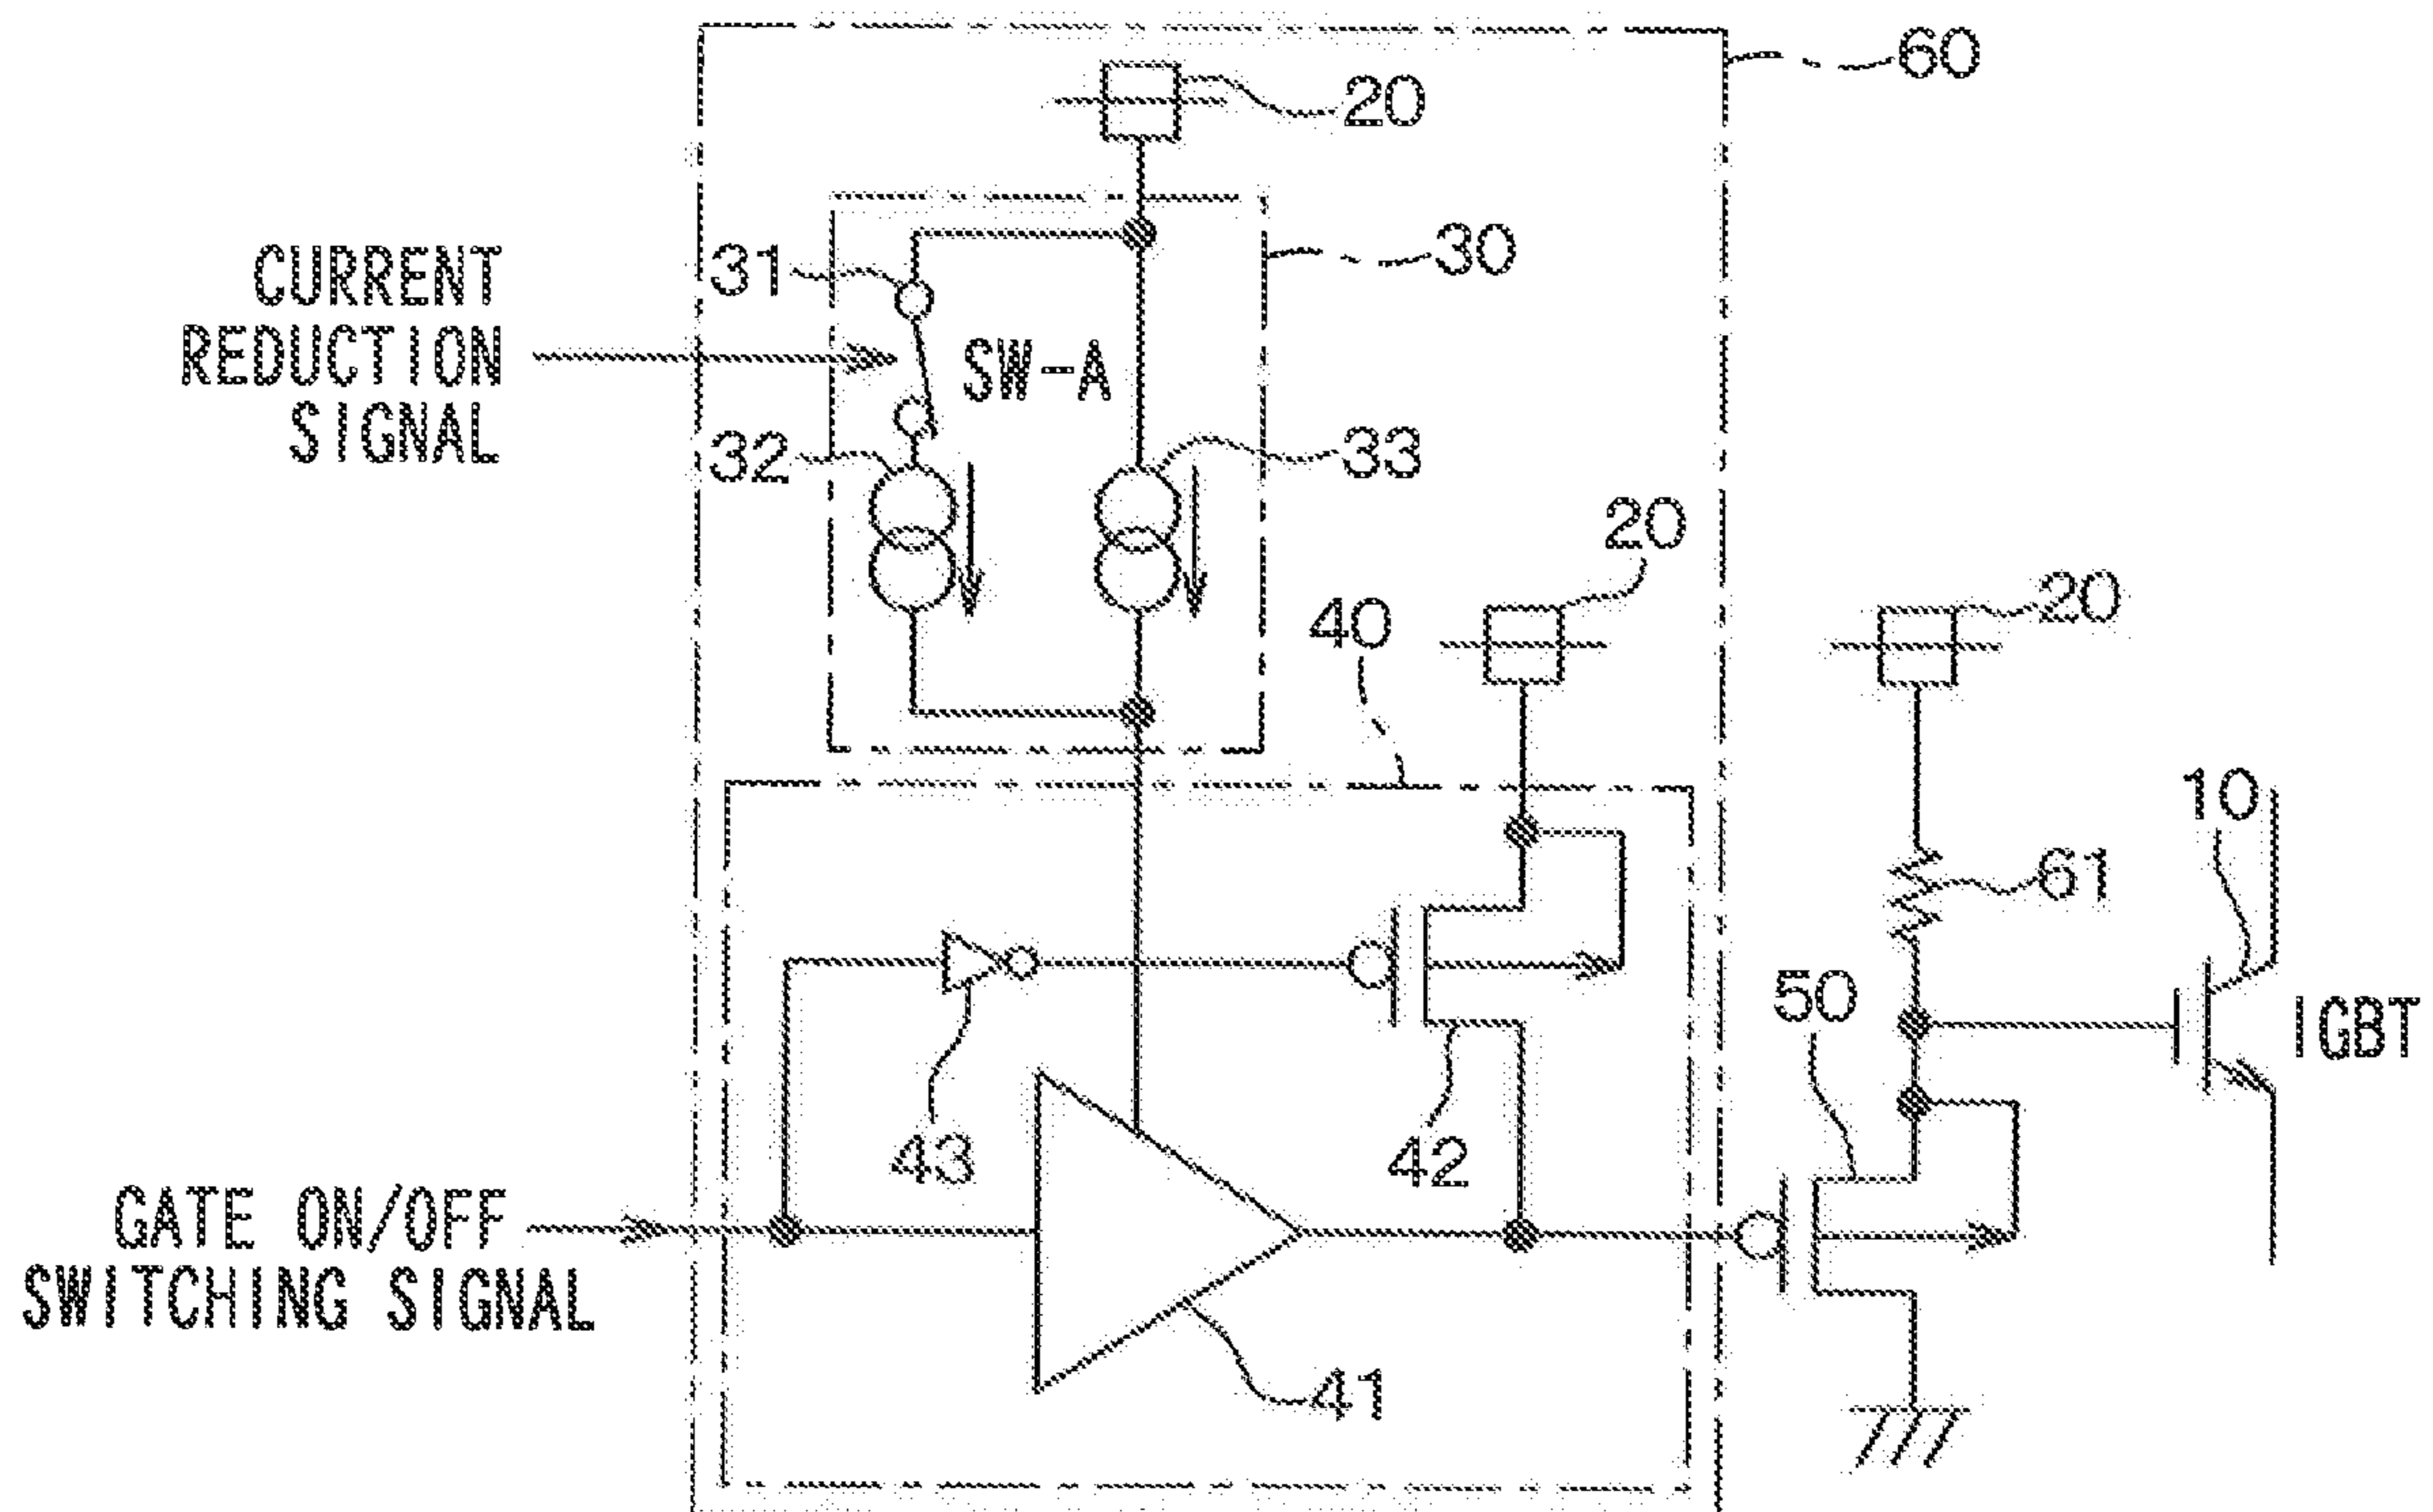 60
20
CURRENT
REDUCTION
SIGNAL
31
30
SW-A
32
33
20
40
20
10
61
50
IGBT
43
42
GATE ON/OFF
SWITCHING SIGNAL
41